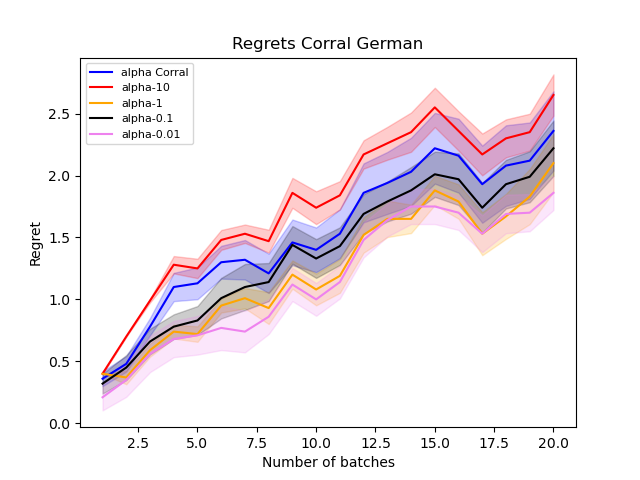 Regrets Corral German
alpha Corral
alpha-10
alpha-1
alpha-0.1
alpha-0.01
Regret
2.5
2.0
1.5
1.0
0.5
0.0
2.5 5.0 7.5 10.0 12.5 15.0 17.5 20.0
Number of batches